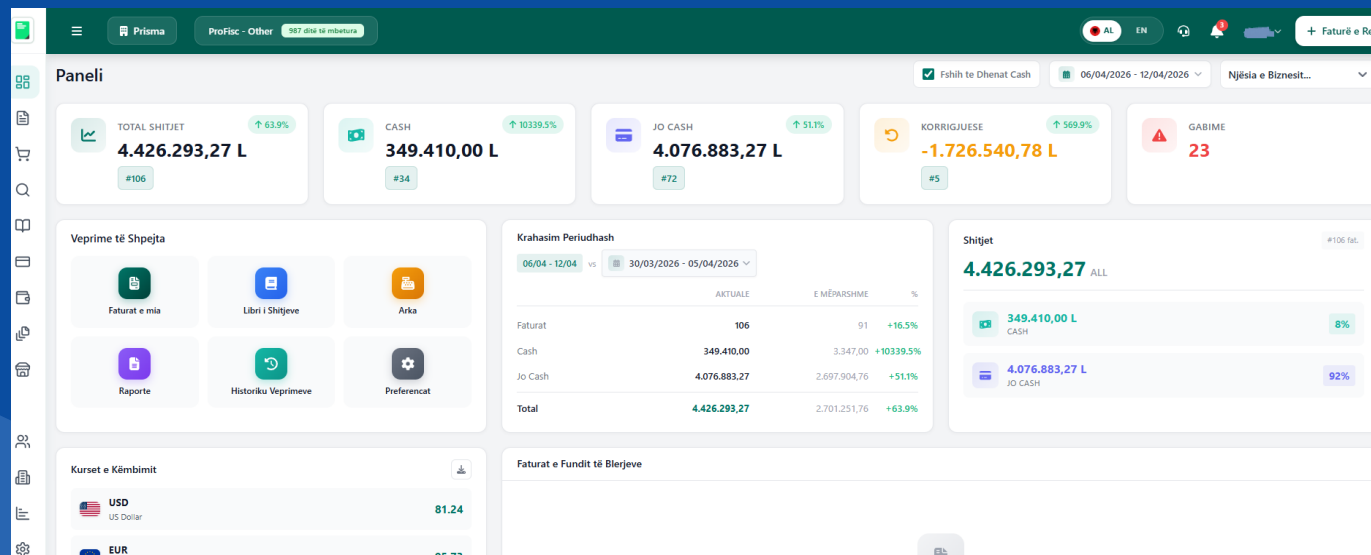 Prisma
ProFisc - Other 987 ditë të mbetura
AL EN
3
+ Faturë e Re
Paneli
Fshih te Dhenat Cash
06/04/2026 - 12/04/2026
Njësia e Biznesit...
TOTAL SHITJET
↑ 63.9%
4.426.293,27 L
#106
CASH
↑ 10339.5%
349.410,00 L
#34
JO CASH
↑ 51.1%
4.076.883,27 L
#72
KORRIGJUESE
↑ 569.9%
-1.726.540,78 L
#5
GABIME
23
Veprime të Shpejta
Faturat e mia
Libri i Shitjeve
Arka
Raporte
Historiku Veprimeve
Preferencat
Krahasim Periudhash
06/04 - 12/04 vs 30/03/2026 - 05/04/2026
AKTUALE E MËPARSHME %
Faturat 106 91 +16.5%
Cash 349.410,00 3.347,00 +10339.5%
Jo Cash 4.076.883,27 2.697.904,76 +51.1%
Total 4.426.293,27 2.701.251,76 +63.9%
Shitjet
#106 fat.
4.426.293,27 ALL
349.410,00 L
CASH
8%
4.076.883,27 L
JO CASH
92%
Kurset e Këmbimit
USD
US Dollar
81.24
EUR
Faturat e Fundit të Blerjeve